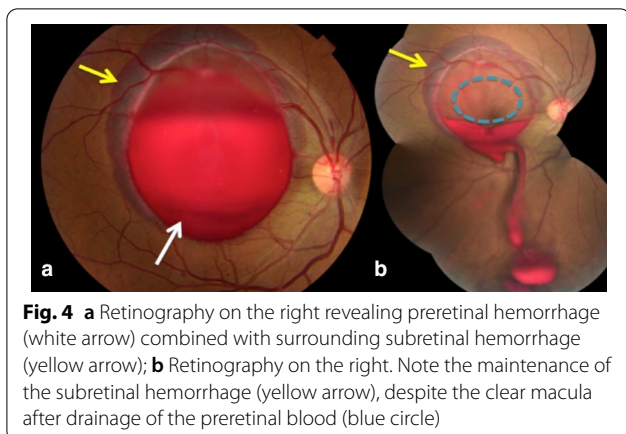 a
b
Fig. 4 a Retinography on the right revealing preretinal hemorrhage
(white arrow) combined with surrounding subretinal hemorrhage
(yellow arrow); b Retinography on the right. Note the maintenance of
the subretinal hemorrhage (yellow arrow), despite the clear macula
after drainage of the preretinal blood (blue circle)